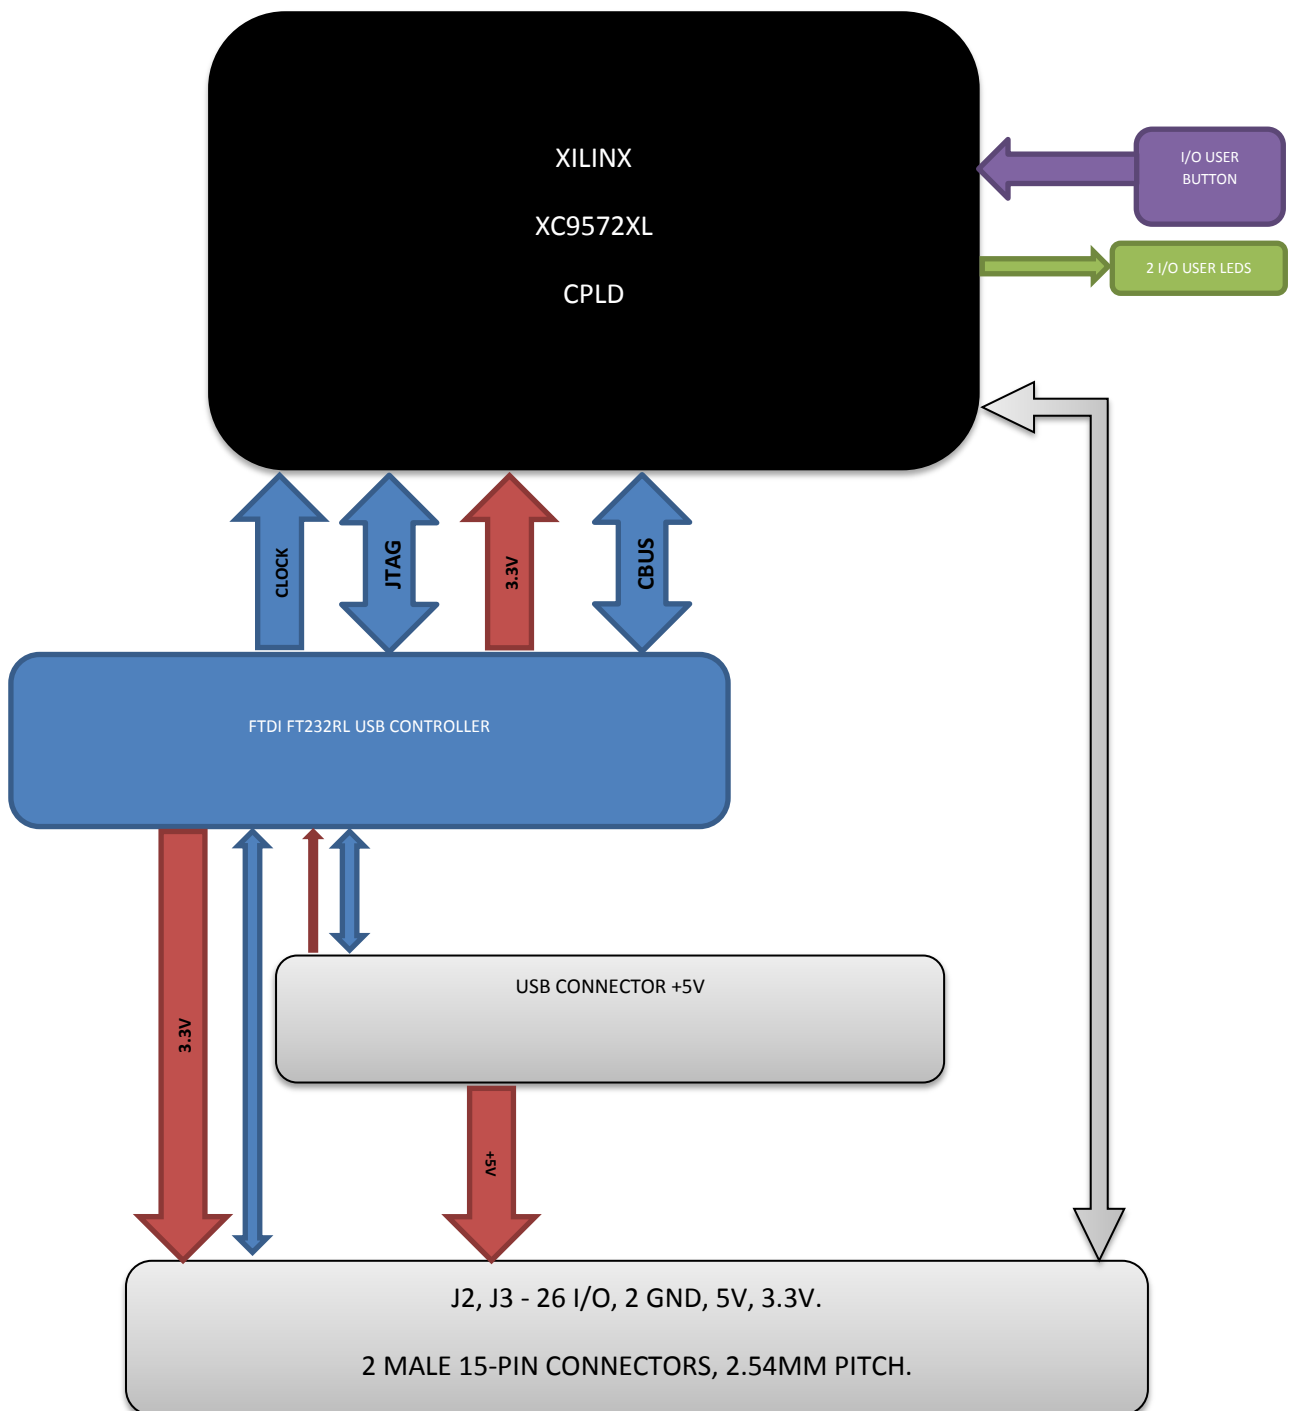 XILINX
XC9572XL
CPLD
I/O USER
BUTTON
2 I/O USER LEDS
CLOCK
JTAG
3.3V
CBUS
FTDI FT232RL USB CONTROLLER
USB CONNECTOR +5V
3.3V
+5V
J2, J3 - 26 I/O, 2 GND, 5V, 3.3V.
2 MALE 15-PIN CONNECTORS, 2.54MM PITCH.